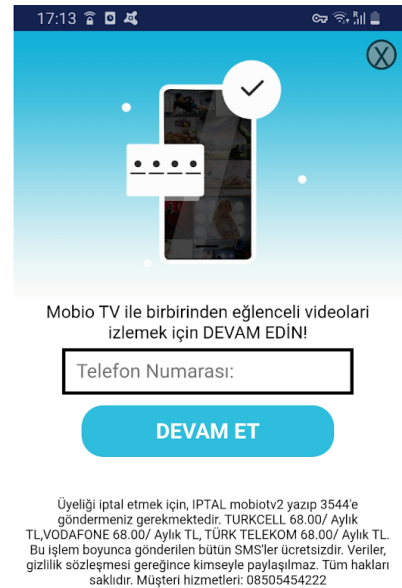 17:13
X
Mobio TV ile birbirinden eğlenceli videolari
izlemek için DEVAM EDİN!
Telefon Numarası:
DEVAM ET
Üyeliği iptal etmek için, IPTAL mobiotv2 yazıp 3544'e
göndermeniz gerekmektedir. TURKCELL 68.00/ Aylık
TL,VODAFONE 68.00/ Aylık TL, TÜRK TELEKOM 68.00/ Aylık TL.
Bu işlem boyunca gönderilen bütün SMS'ler ücretsizdir. Veriler,
gizlilik sözleşmesi gereğince kimseyle paylaşılmaz. Tüm hakları
saklıdır. Müşteri hizmetleri: 08505454222